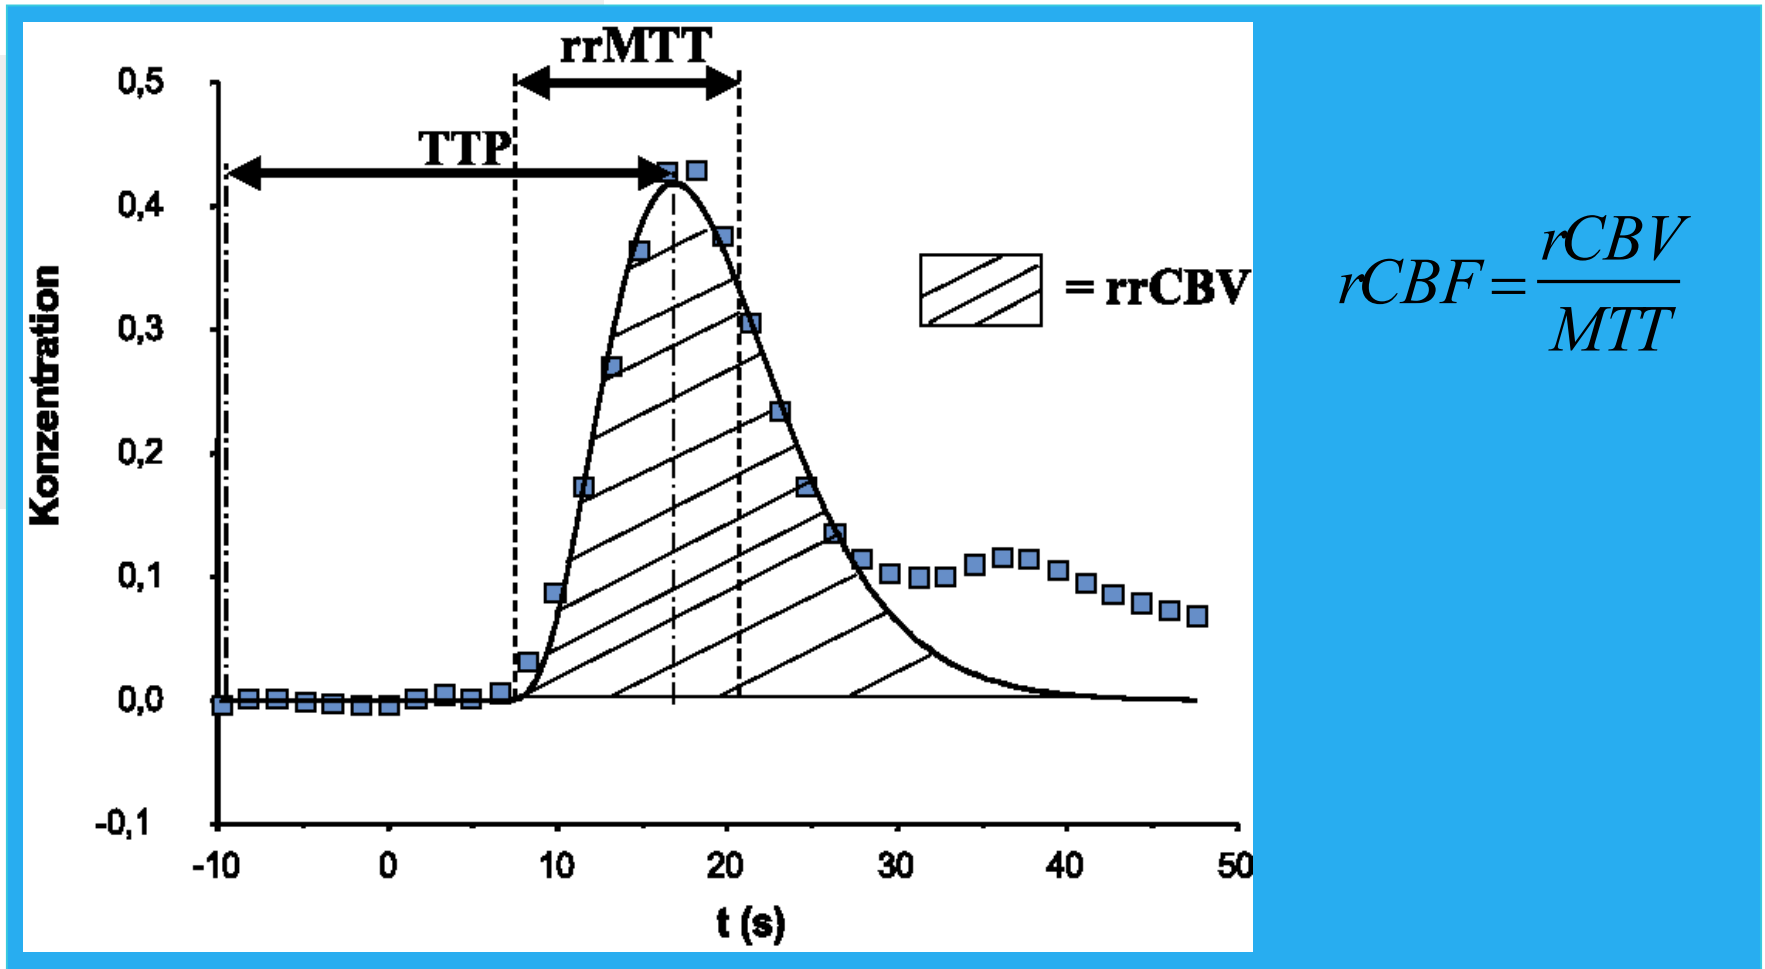 rrMTT
TTP
0,5
0,4
0,3
0,2
0,1
0,0
-0,1
Konzentration
-10 0 10 20 30 40 50
t (s)
= rrCBV
rCBF = rCBV
MTT